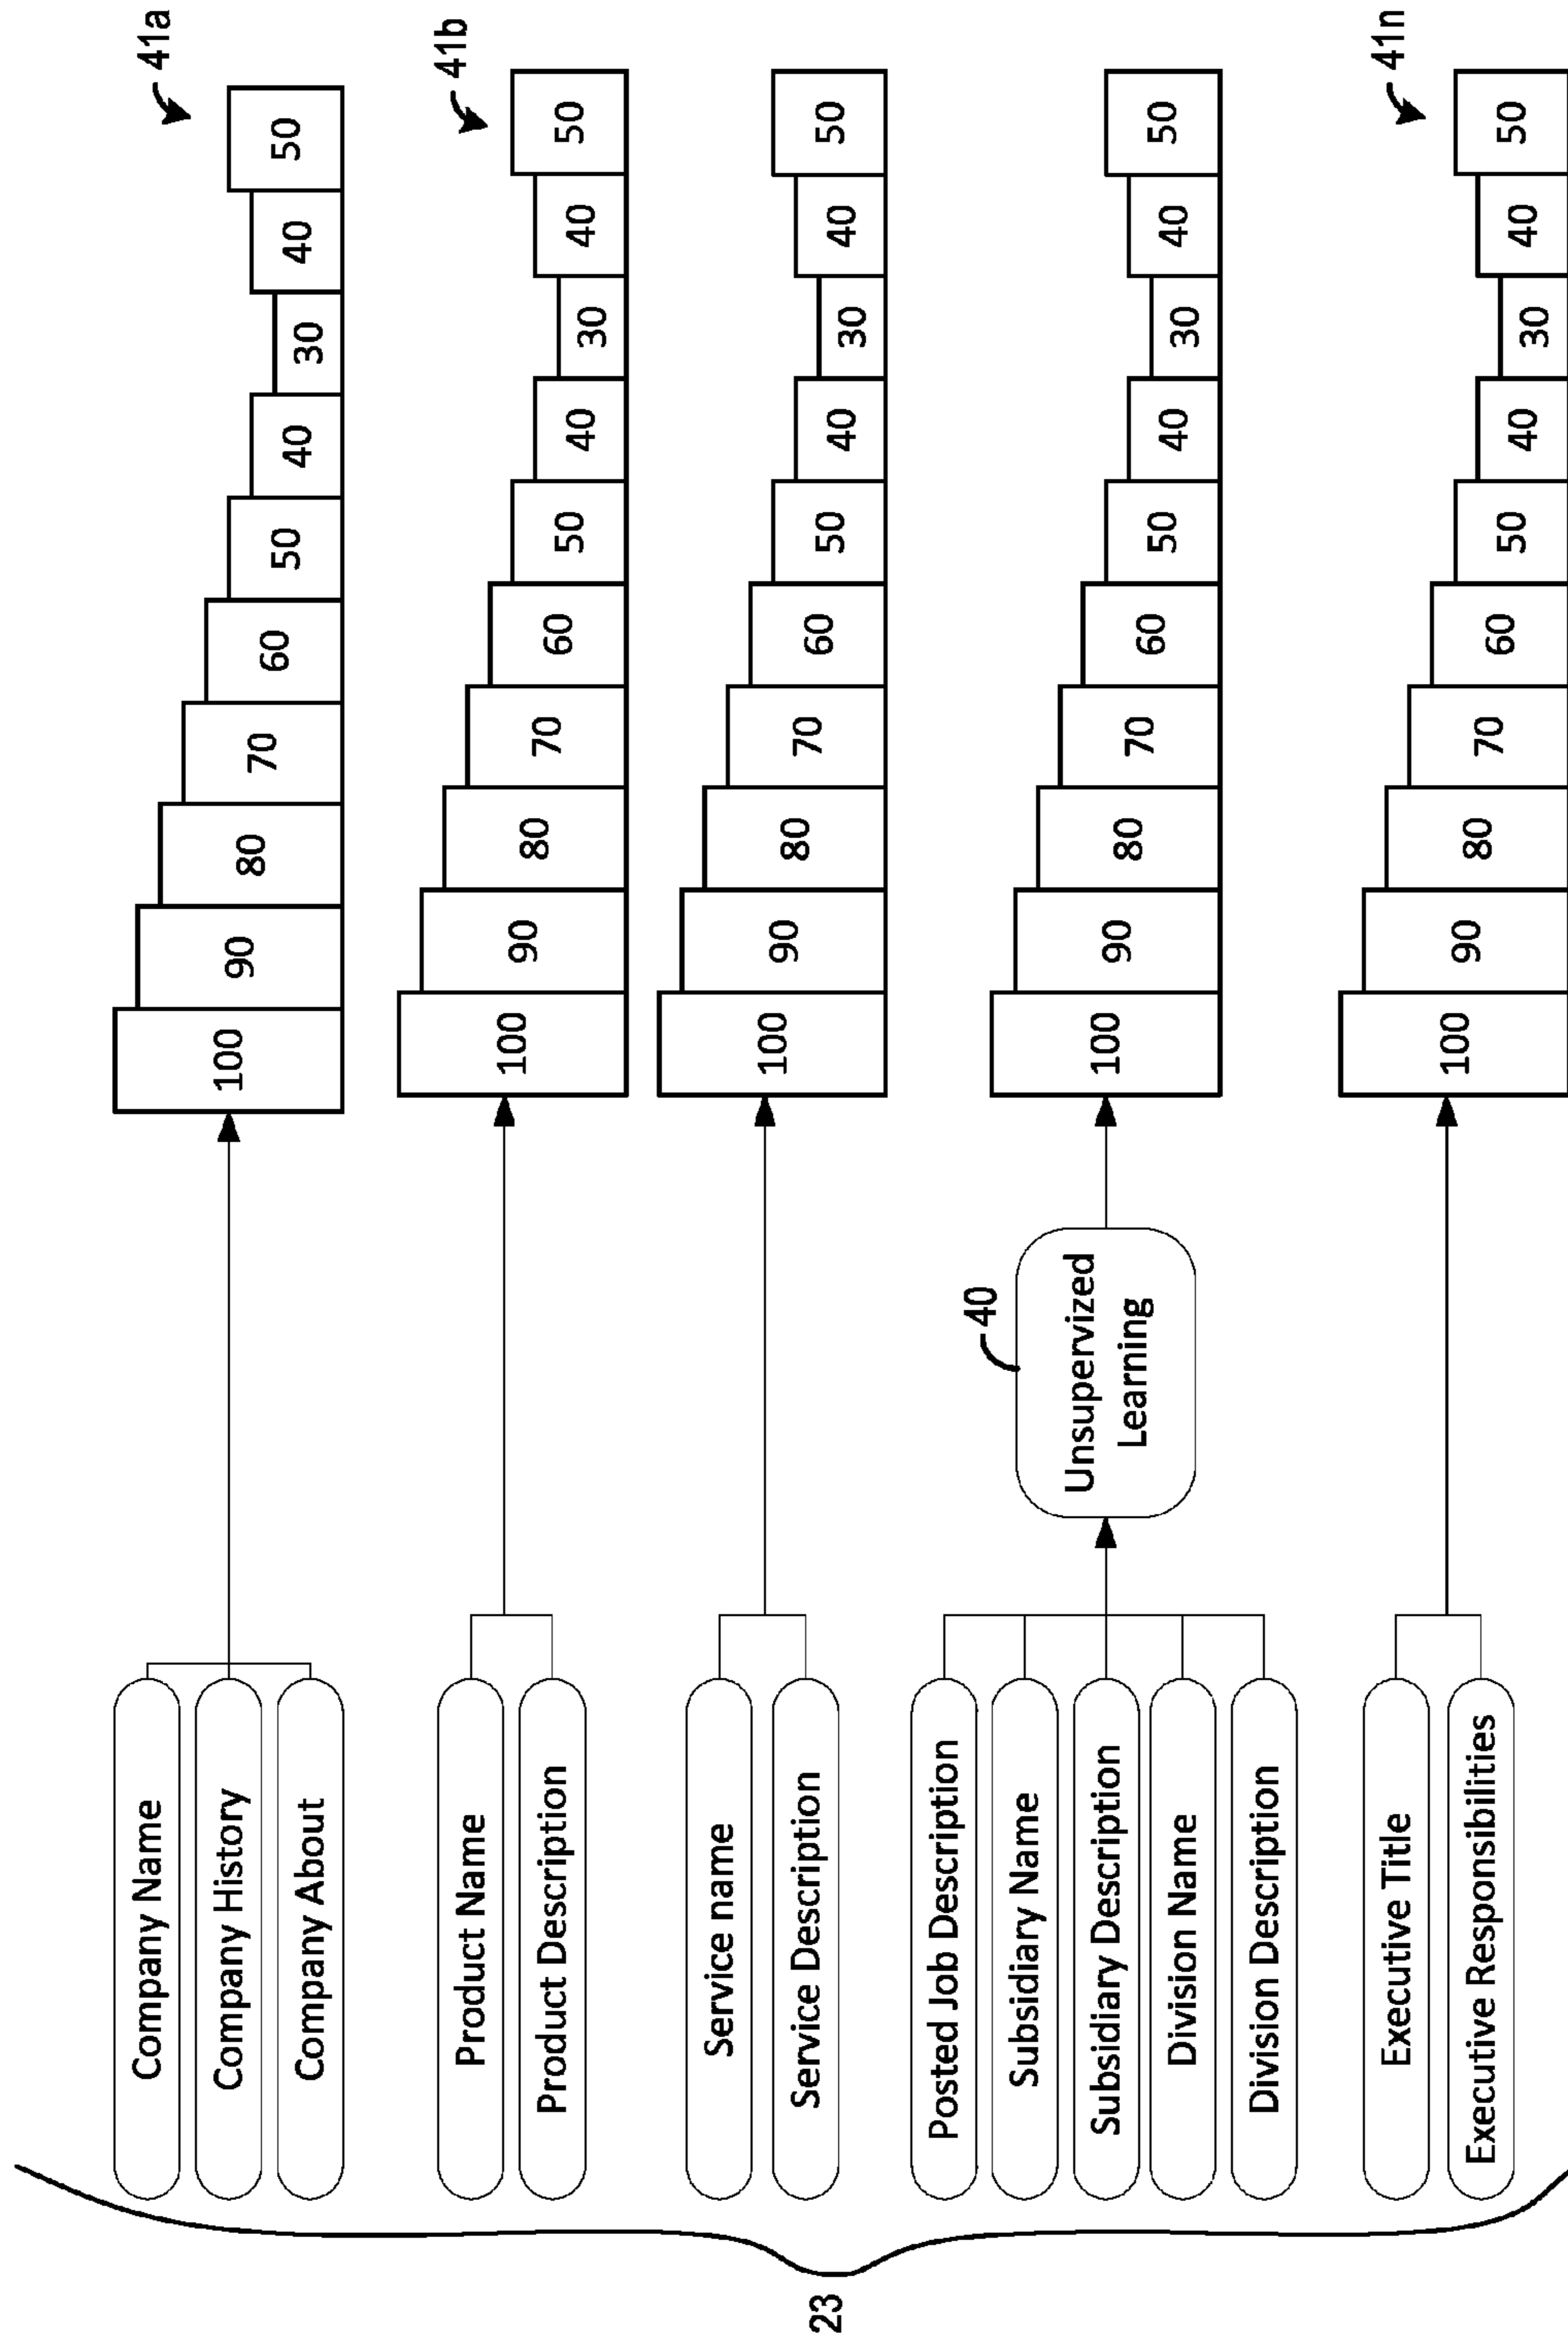 23
Company Name
Company History
Company About
41a
100 90 80 70 60 50 40 30 40 50
Product Name
Product Description
41b
100 90 80 70 60 50 40 30 40 50
Service name
Service Description
100 90 80 70 60 50 40 30 40 50
Posted Job Description
Subsidiary Name
Subsidiary Description
Division Name
Division Description
40
Unsupervized
Learning
100 90 80 70 60 50 40 30 40 50
Executive Title
Executive Responsibilities
41n
100 90 80 70 60 50 40 30 40 50